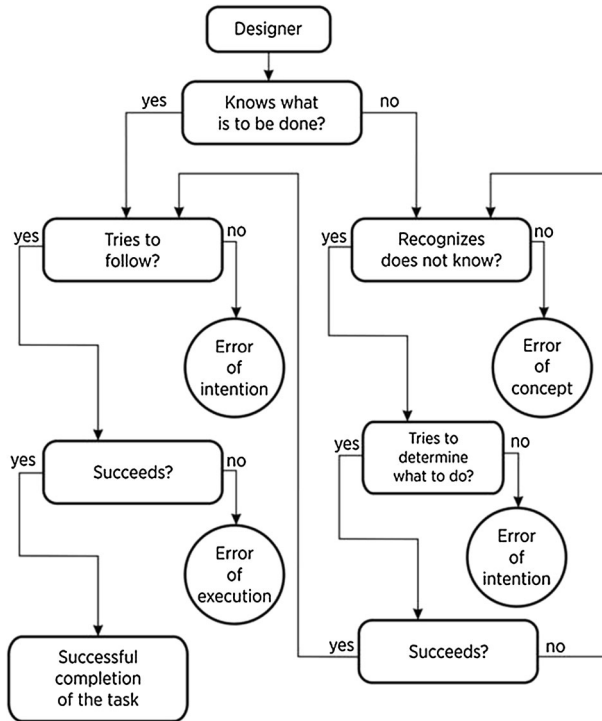 Designer
yes
Knows what
is to be done?
no
yes
Tries to
follow?
no
yes
Recognizes
does not know?
no
Error
of
intention
Error
of
concept
yes
Succeeds?
no
yes
Tries to
determine
what to do?
no
Error
of
execution
Error
of
intention
Successful
completion
of the task
yes
Succeeds?
no